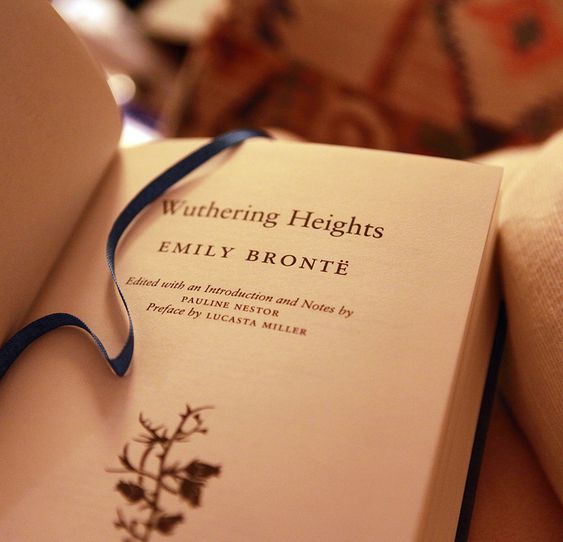 Wuthering Heights
EMILY BRONTË
Edited with an Introduction and Notes by
PAULINE NESTOR
Preface by LUCASTA MILLER